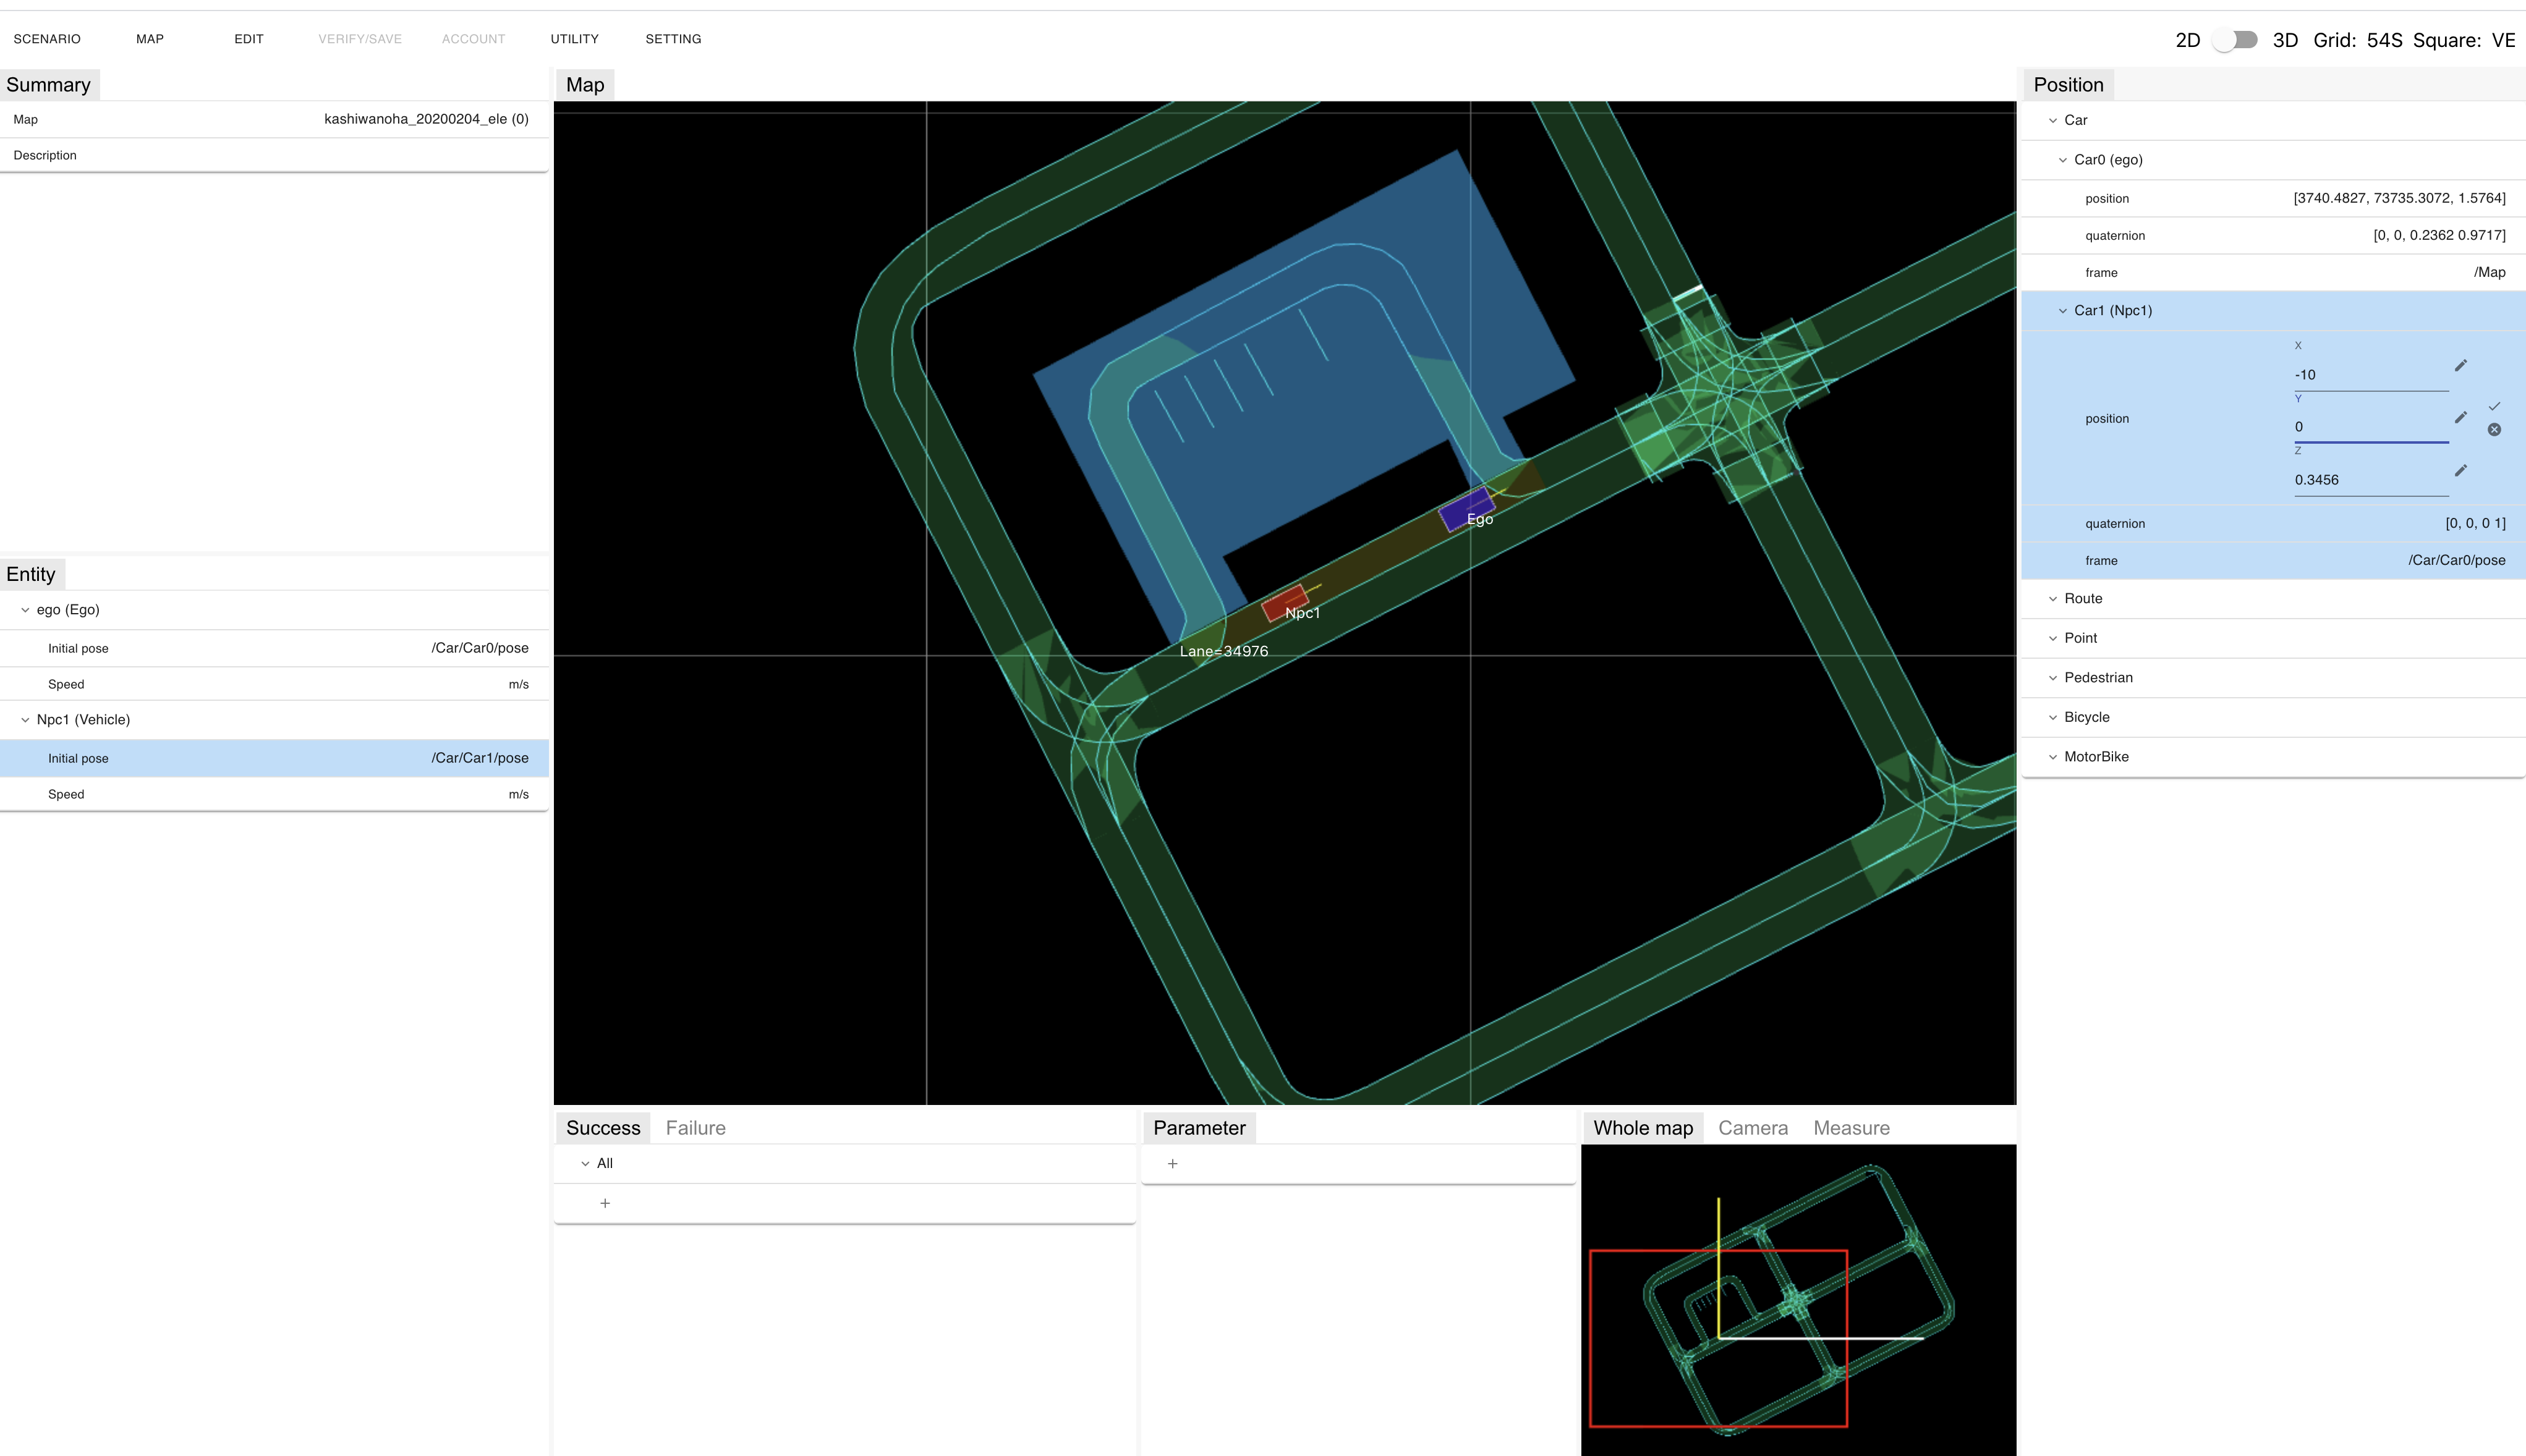 SCENARIO MAP EDIT VERIFY/SAVE ACCOUNT UTILITY SETTING 2D 3D Grid: 54S Square: VE
Summary
Map kashiwanoha_20200204_ele (0)
Description
Entity
ego (Ego)
Initial pose /Car/Car0/pose
Speed m/s
Npc1 (Vehicle)
Initial pose /Car/Car1/pose
Speed m/s
Map
Ego
Npc1
Lane=34976
Success Failure
All
+
Parameter
+
Whole map Camera Measure
Position
Car
Car0 (ego)
position [3740.4827, 73735.3072, 1.5764]
quaternion [0, 0, 0.2362 0.9717]
frame /Map
Car1 (Npc1)
position
X
-10
Y
0
Z
0.3456
quaternion [0, 0, 0 1]
frame /Car/Car0/pose
Route
Point
Pedestrian
Bicycle
MotorBike